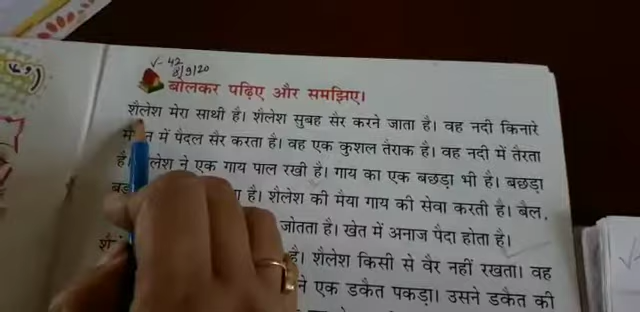 v- 42
8/9/20
बोलकर पढ़िए और समझिए।
शैलेश मेरा साथी है। शैलेश सुबह सैर करने जाता है। वह नदी किनारे
में पैदल सैर करता है। वह एक कुशल तैराक है। वह नदी में तैरता
है। ने एक गाय पाल रखी है। गाय का एक बछड़ा भी है। बछड़ा
है। शैलेश की मैया गाय की सेवा करती है। बैल,
जोतता है। खेत में अनाज पैदा होता है।
है। शैलेश किसी से वैर नहीं रखता। वह
ने एक डकैत पकड़ा। उसने डकैत की